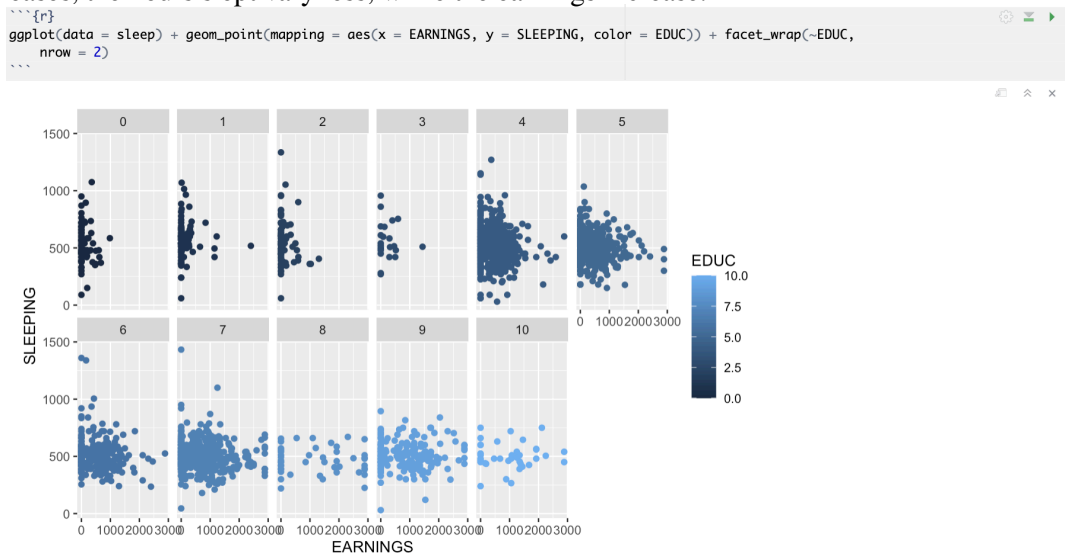 ```{r}
ggplot(data = sleep) + geom_point(mapping = aes(x = EARNINGS, y = SLEEPING, color = EDUC)) + facet_wrap(~EDUC,
    nrow = 2)
```
0 1 2 3 4 5
1500
1000
500
0
0 1000 2000 3000
6 7 8 9 10
1500
1000
500
0
0 1000 2000 3000 0 1000 2000 3000 0 1000 2000 3000 0 1000 2000 3000 0 1000 2000 3000
SLEEPING
EARNINGS
EDUC
10.0
7.5
5.0
2.5
0.0